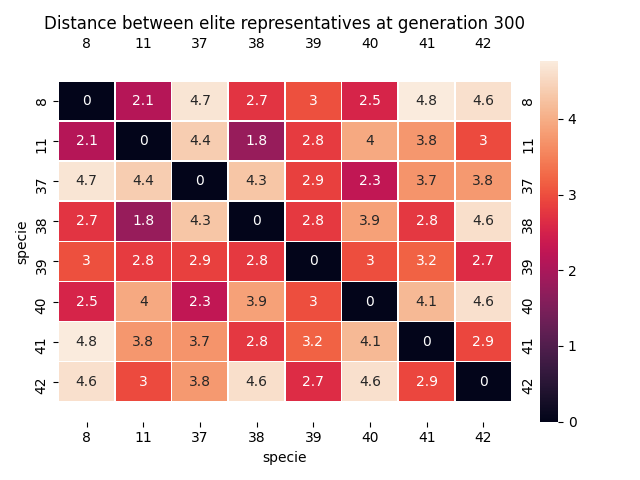 Distance between elite representatives at generation 300
8 11 37 38 39 40 41 42
8 0 2.1 4.7 2.7 3 2.5 4.8 4.6 8
11 2.1 0 4.4 1.8 2.8 4 3.8 3 11
37 4.7 4.4 0 4.3 2.9 2.3 3.7 3.8 37
38 2.7 1.8 4.3 0 2.8 3.9 2.8 4.6 38
39 3 2.8 2.9 2.8 0 3 3.2 2.7 39
40 2.5 4 2.3 3.9 3 0 4.1 4.6 40
41 4.8 3.8 3.7 2.8 3.2 4.1 0 2.9 41
42 4.6 3 3.8 4.6 2.7 4.6 2.9 0 42
8 11 37 38 39 40 41 42
specie
specie
4
3
2
1
0